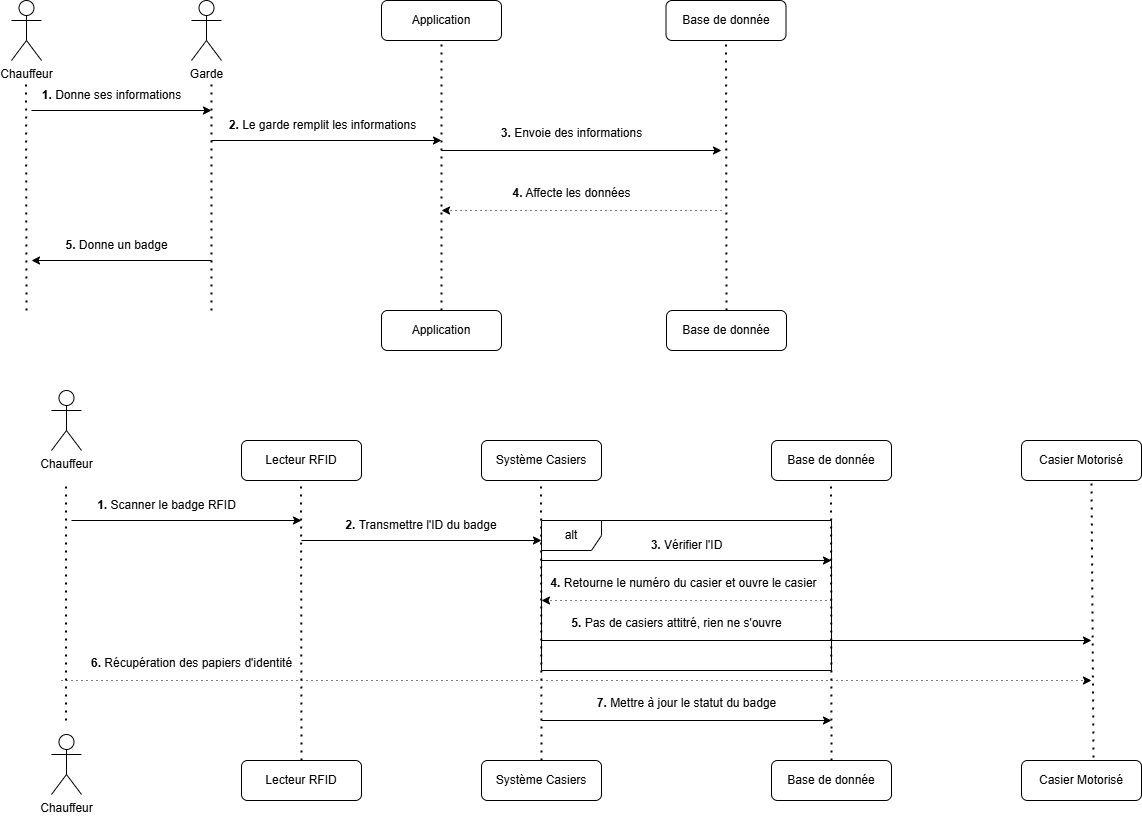 Application
Base de donnée
Chauffeur
Garde
1. Donne ses informations
2. Le garde remplit les informations
3. Envoie des informations
4. Affecte les données
5. Donne un badge
Application
Base de donnée
Chauffeur
Lecteur RFID
Système Casiers
Base de donnée
Casier Motorisé
1. Scanner le badge RFID
2. Transmettre l'ID du badge
alt
3. Vérifier l'ID
4. Retourne le numéro du casier et ouvre le casier
5. Pas de casiers attitré, rien ne s'ouvre
6. Récupération des papiers d'identité
7. Mettre à jour le statut du badge
Lecteur RFID
Système Casiers
Base de donnée
Casier Motorisé
Chauffeur